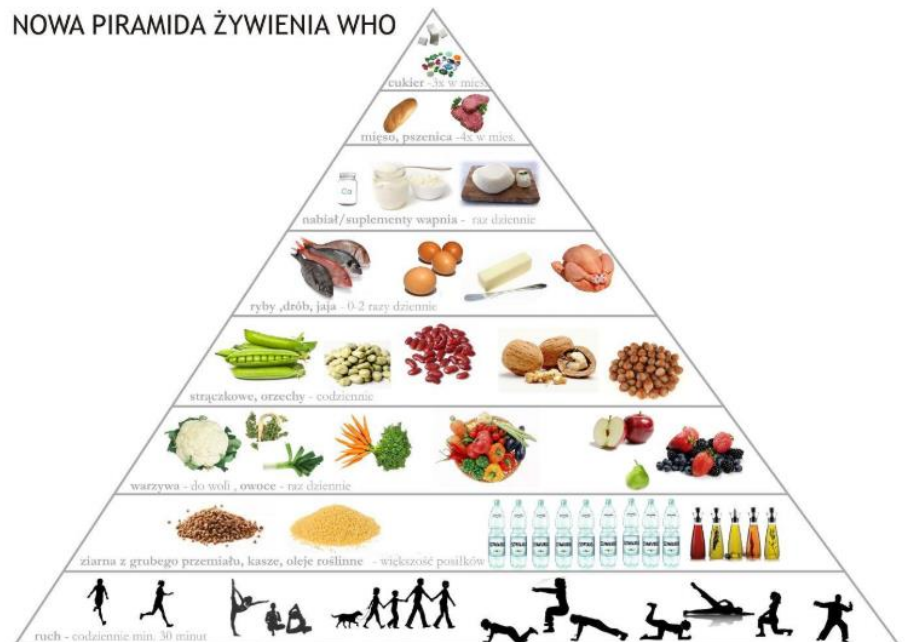 NOWA PIRAMIDA ŻYWIENIA WHO
cukier -3x w mies.
mięso, pszenica -4x w mies.
Ca
nabiał/suplementy wapnia - raz dziennie
ryby ,drób, jaja - 0-2 razy dziennie
strączkowe, orzechy - codziennie
warzywa - do woli , owoce - raz dziennie
ziarna z grubego przemiału, kasze, oleje roślinne - większość posiłków
ruch - codziennie min. 30 minut